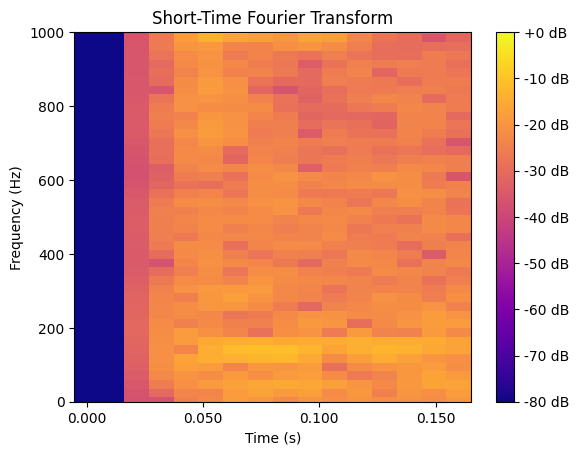 Short-Time Fourier Transform
Frequency (Hz)
1000
800
600
400
200
0
0.000
0.050
0.100
0.150
Time (s)
+0 dB
-10 dB
-20 dB
-30 dB
-40 dB
-50 dB
-60 dB
-70 dB
-80 dB